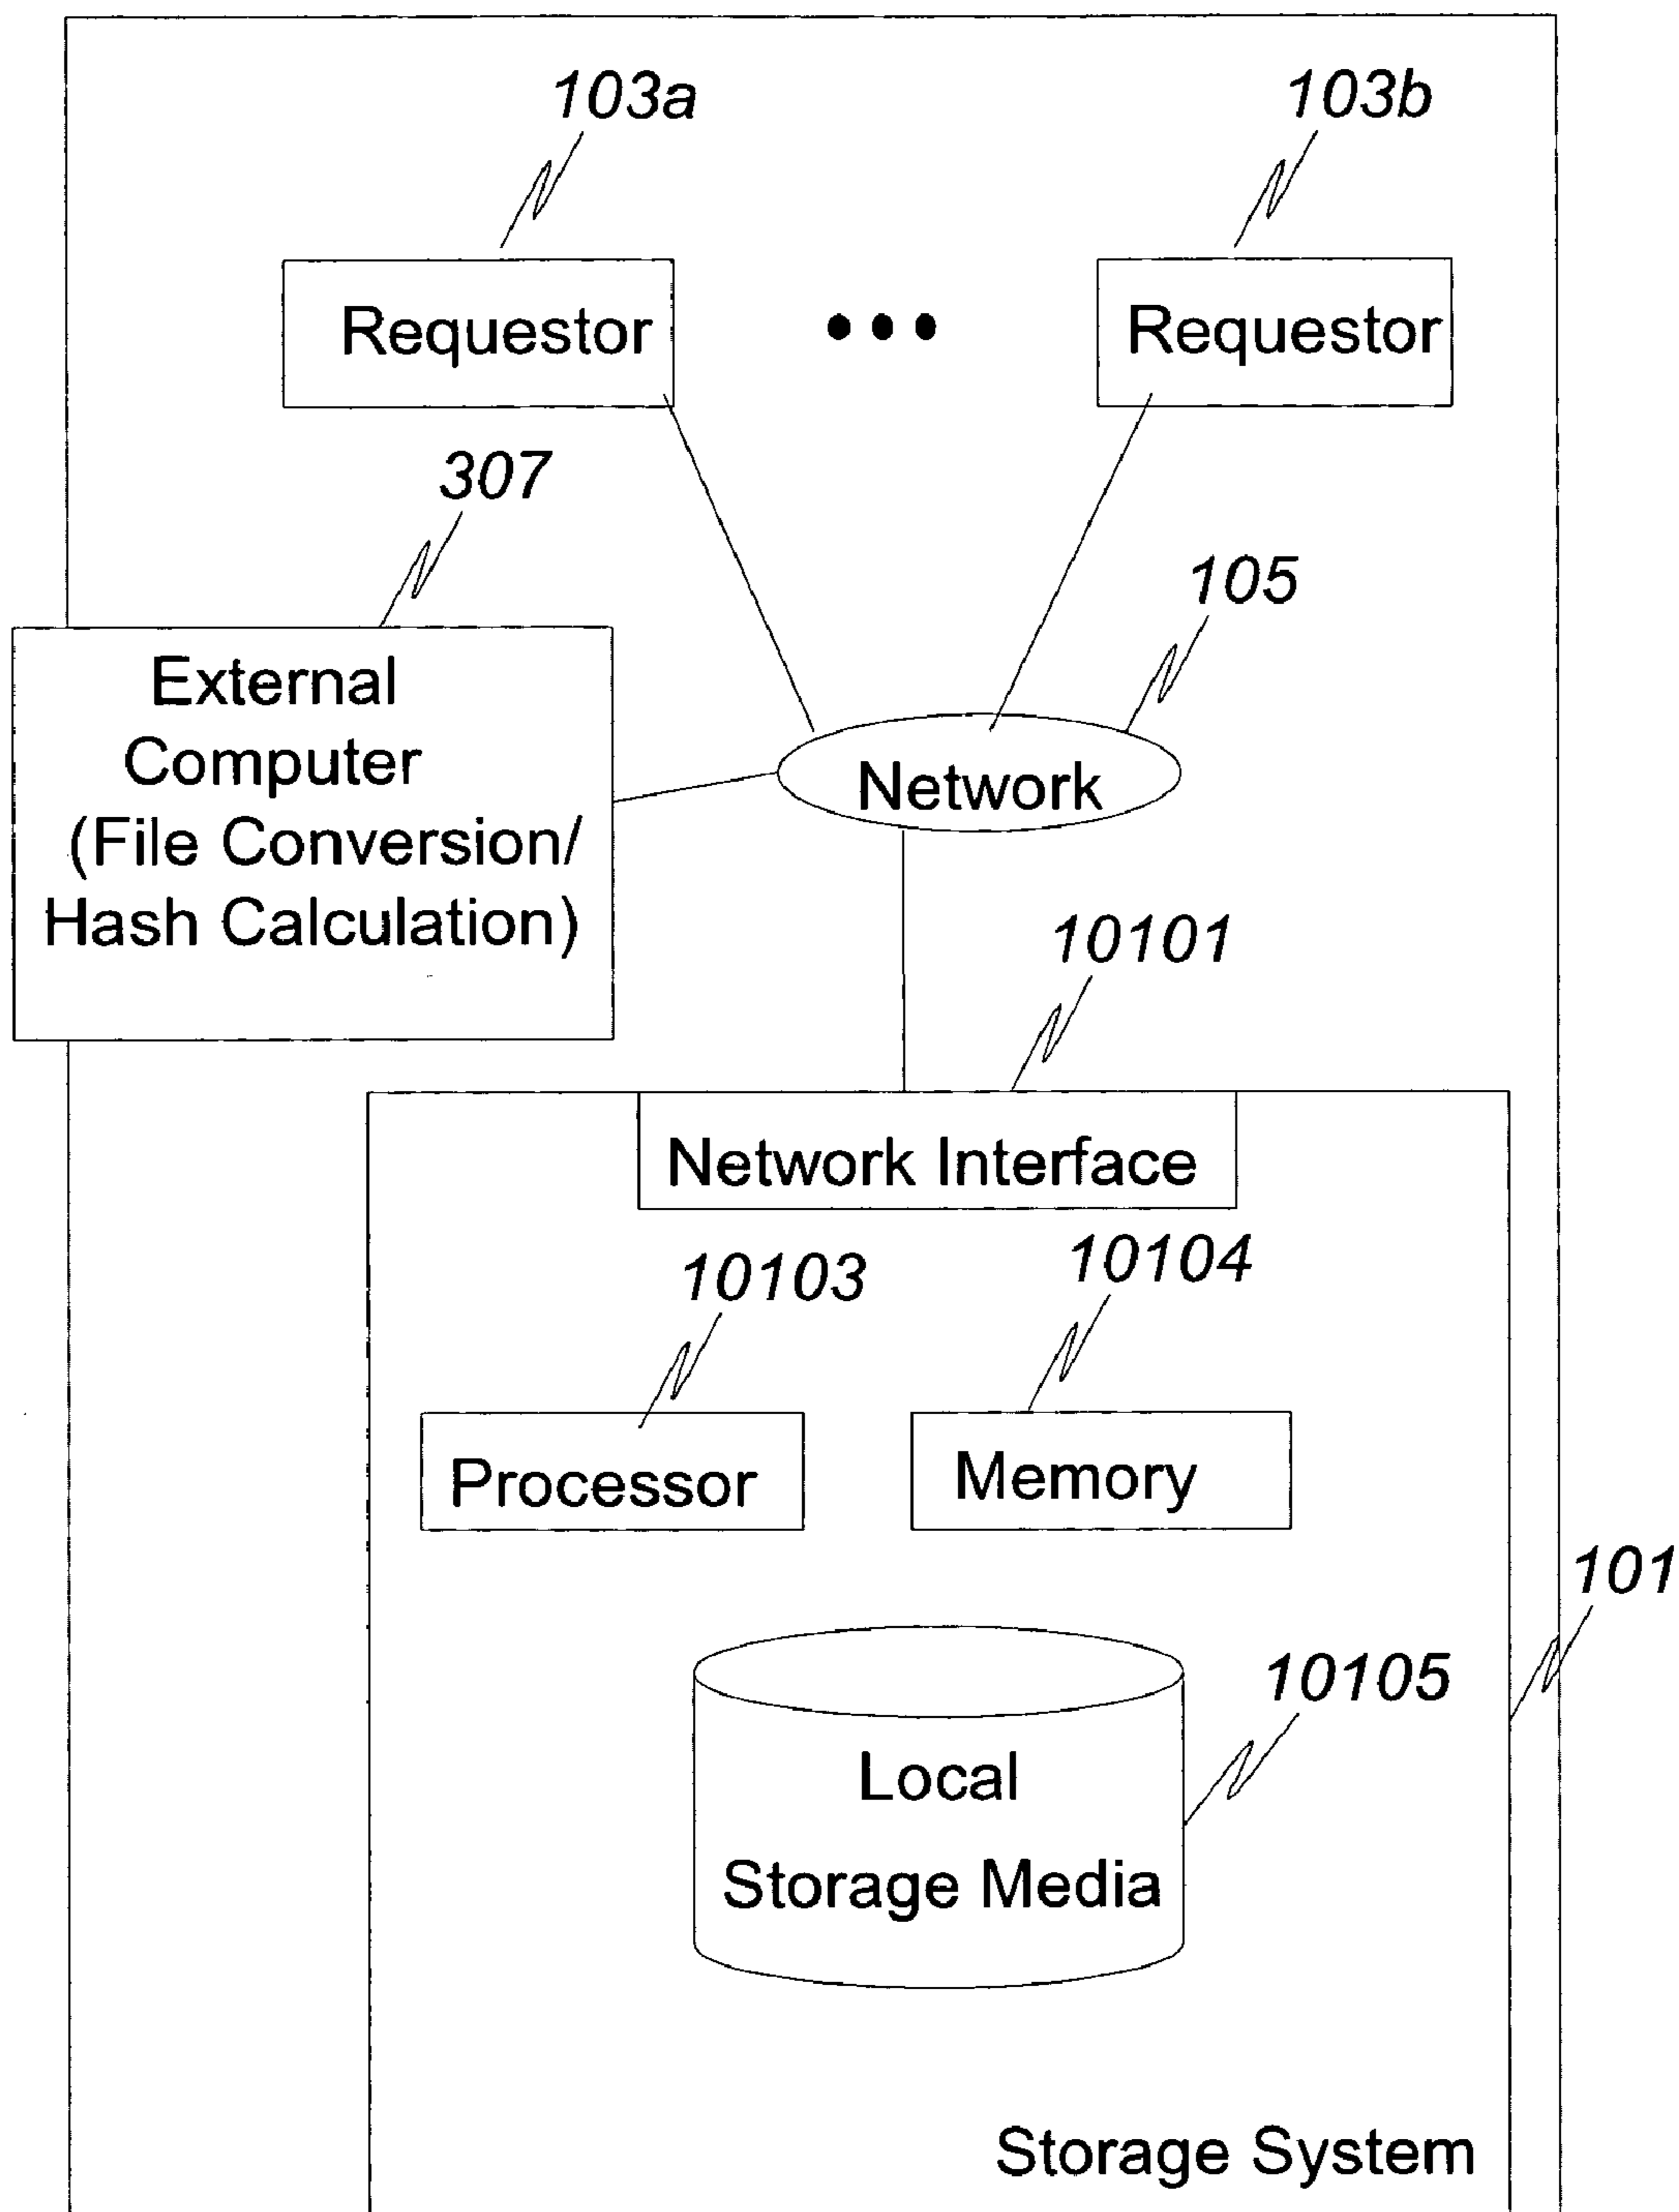 103a
103b
Requestor
•••
Requestor
307
105
External
Computer
(File Conversion/
Hash Calculation)
Network
10101
Network Interface
10103
10104
Processor
Memory
101
10105
Local
Storage Media
Storage System